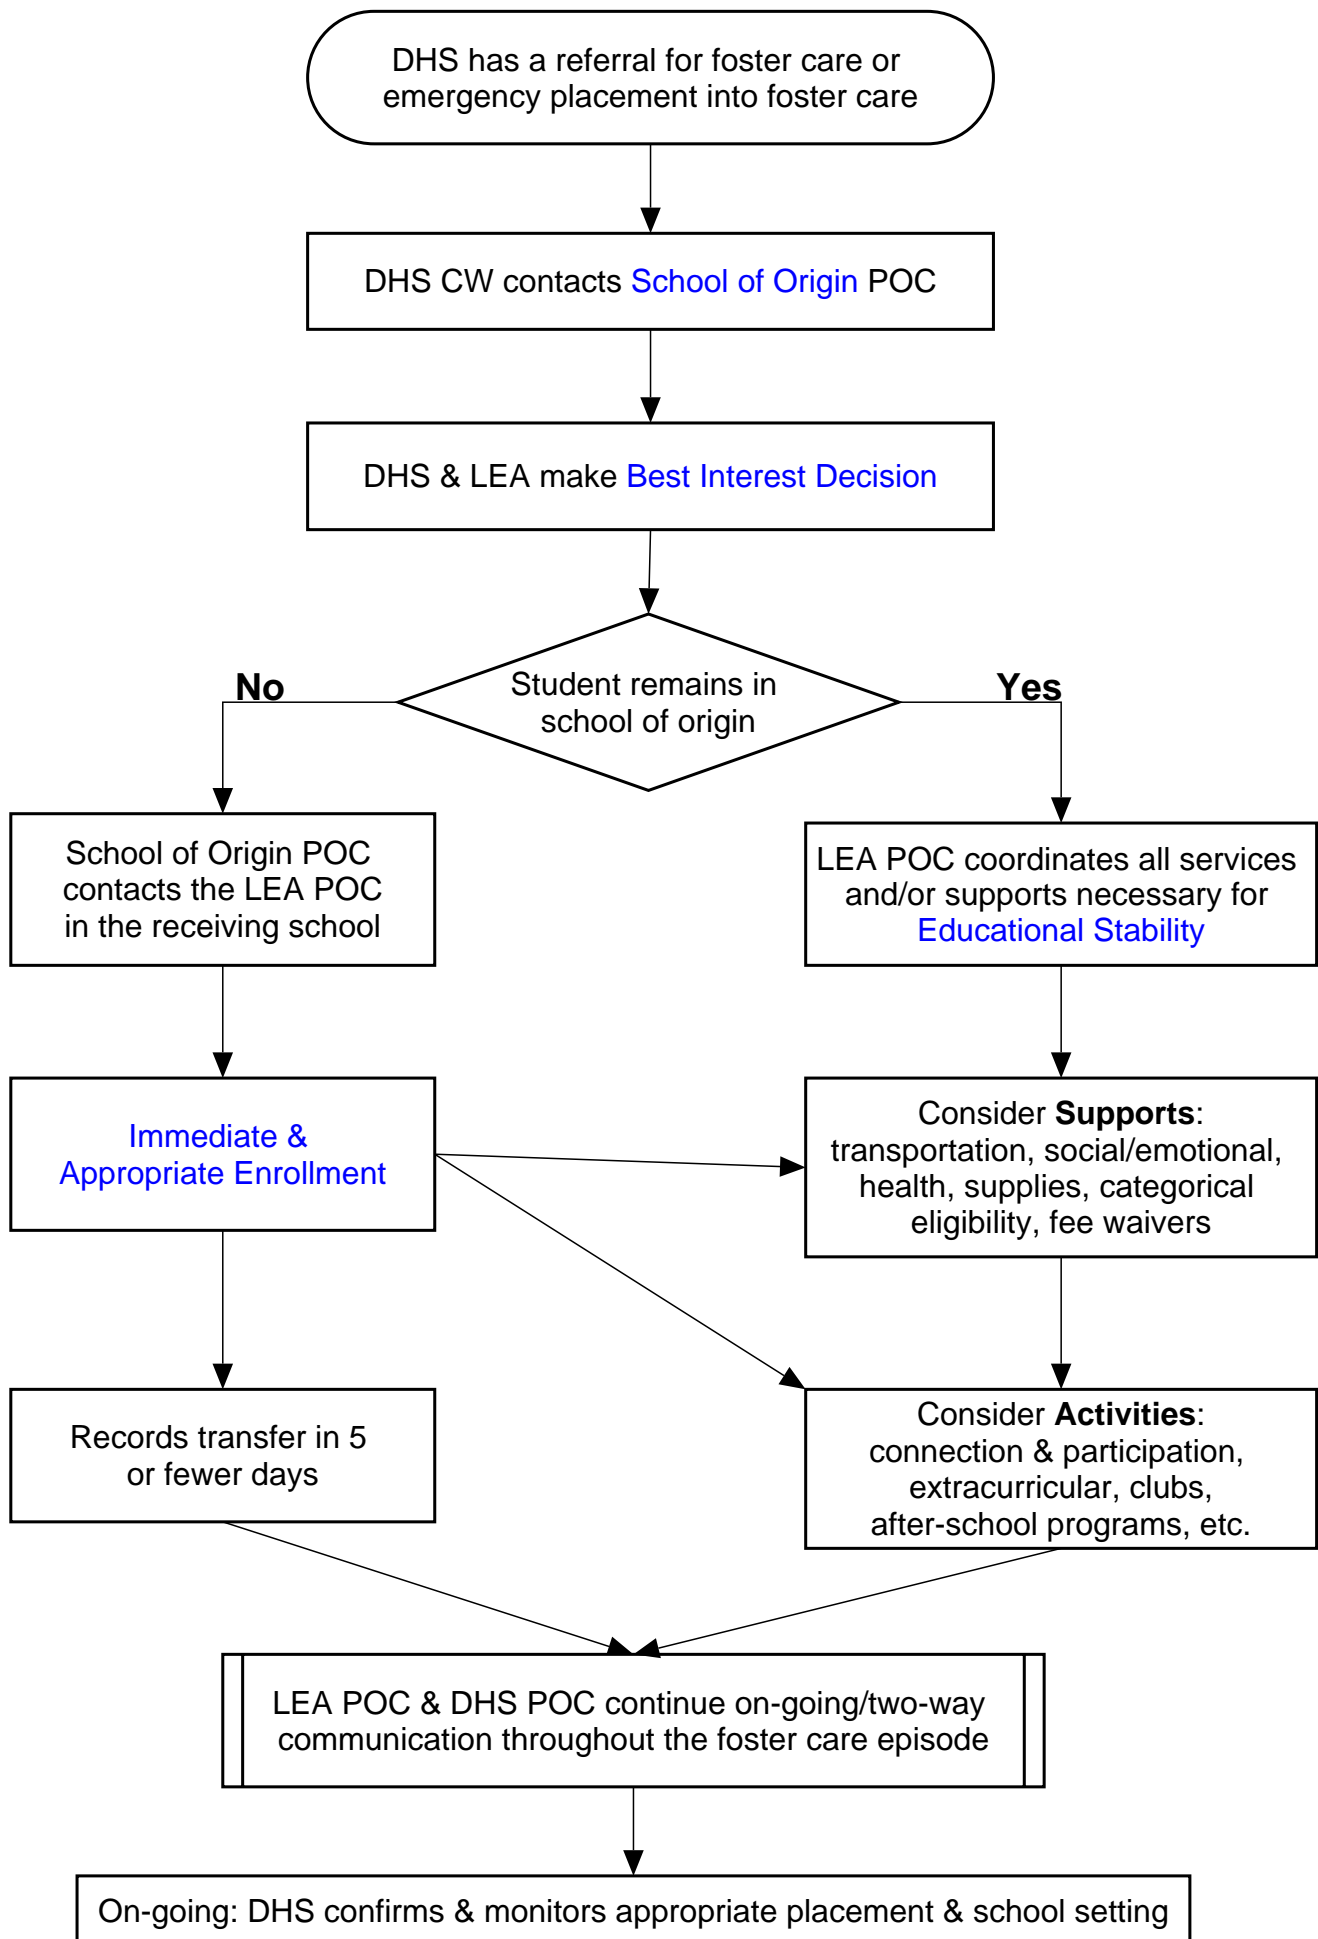 DHS has a referral for foster care or
emergency placement into foster care
DHS CW contacts School of Origin POC
DHS & LEA make Best Interest Decision
Student remains in
school of origin
No
Yes
School of Origin POC
contacts the LEA POC
in the receiving school
LEA POC coordinates all services
and/or supports necessary for
Educational Stability
Immediate &
Appropriate Enrollment
Consider Supports:
transportation, social/emotional,
health, supplies, categorical
eligibility, fee waivers
Records transfer in 5
or fewer days
Consider Activities:
connection & participation,
extracurricular, clubs,
after-school programs, etc.
LEA POC & DHS POC continue on-going/two-way
communication throughout the foster care episode
On-going: DHS confirms & monitors appropriate placement & school setting